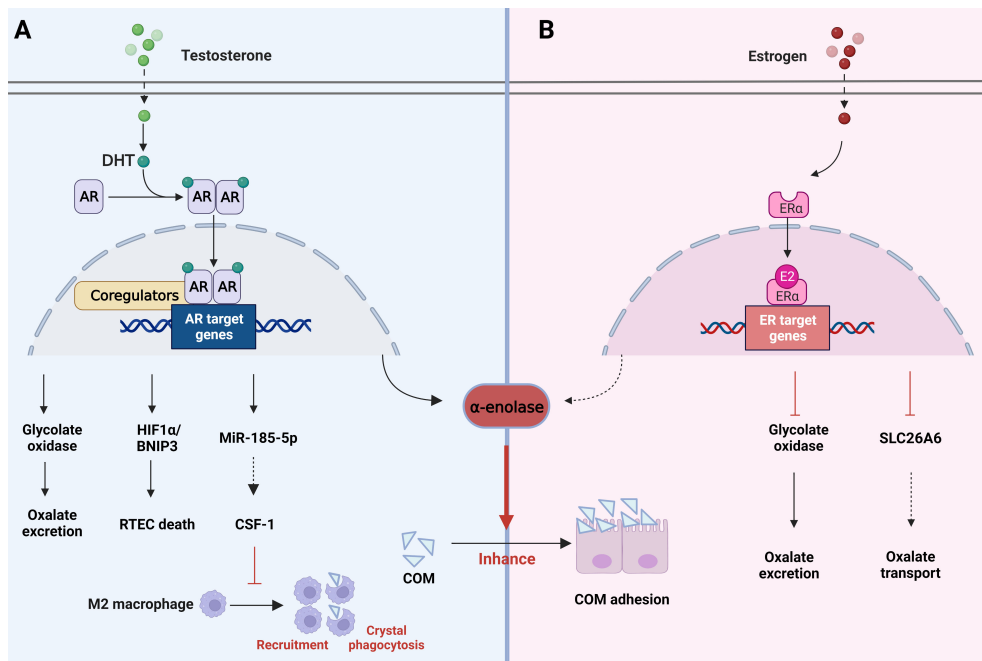 A
Testosterone
DHT
AR
AR
AR
AR
AR
Coregulators
AR target
genes
Glycolate
oxidase
HIF1α/
BNIP3
MiR-185-5p
Oxalate
excretion
RTEC death
CSF-1
M2 macrophage
Recruitment
Crystal
phagocytosis
α-enolase
COM
Inhance
COM adhesion
B
Estrogen
ERα
E2
ERα
ER target
genes
Glycolate
oxidase
SLC26A6
Oxalate
excretion
Oxalate
transport